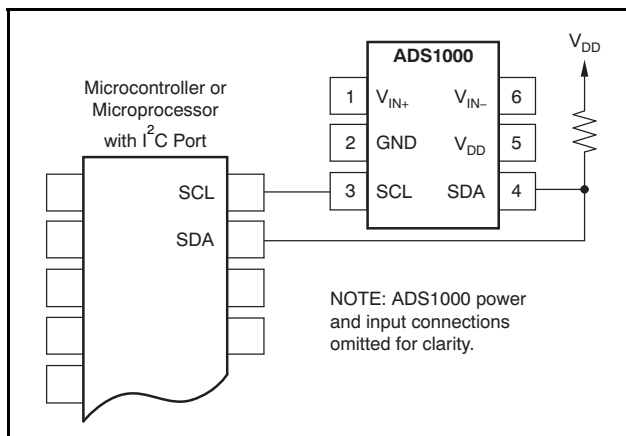 Microcontroller or
Microprocessor
with I²C Port
SCL
SDA
ADS1000
1 V_IN+ V_IN– 6
2 GND V_DD 5
3 SCL SDA 4
V_DD
NOTE: ADS1000 power
and input connections
omitted for clarity.